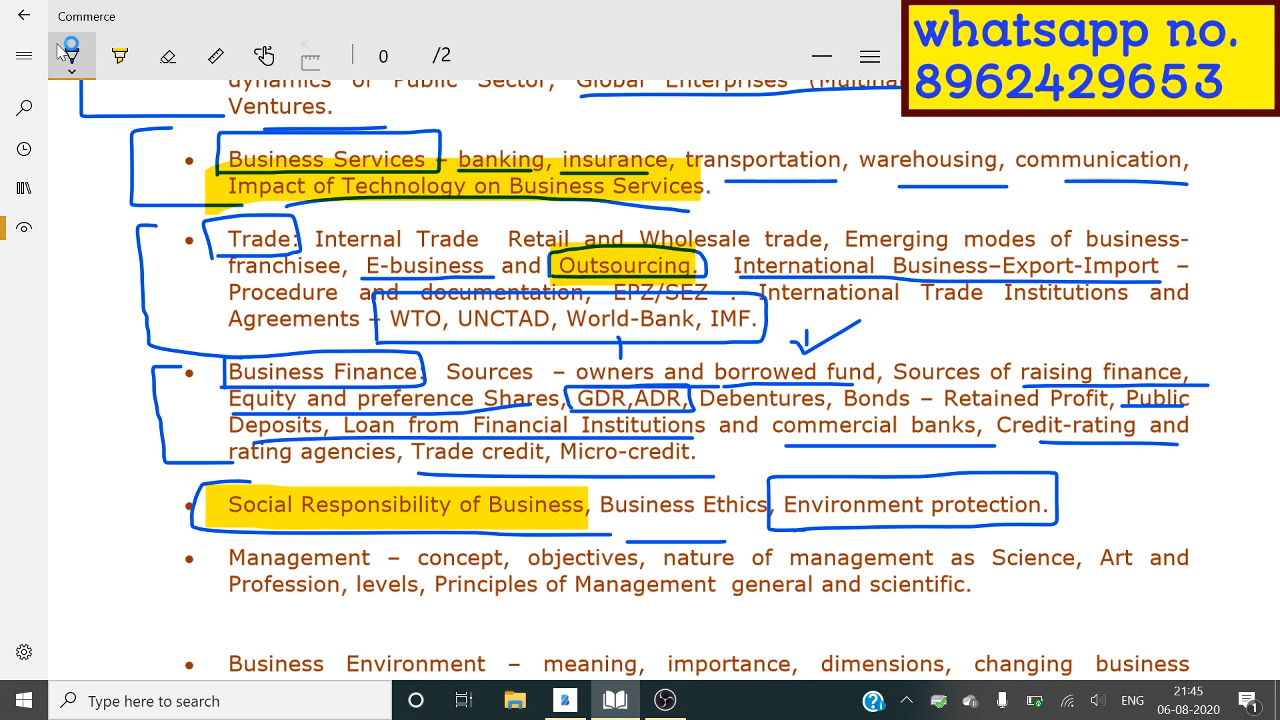 Commerce
whatsapp no.
8962429653
0 /2
dynamics of Public Sector, Global Enterprises
Ventures.
• Business Services – banking, insurance, transportation, warehousing, communication,
Impact of Technology on Business Services.
• Trade: Internal Trade Retail and Wholesale trade, Emerging modes of business-
franchisee, E-business and Outsourcing. International Business–Export-Import –
Procedure and documentation, EPZ/SEZ . International Trade Institutions and
Agreements – WTO, UNCTAD, World-Bank, IMF.
• Business Finance. Sources – owners and borrowed fund, Sources of raising finance,
Equity and preference Shares, GDR,ADR, Debentures, Bonds – Retained Profit, Public
Deposits, Loan from Financial Institutions and commercial banks, Credit-rating and
rating agencies, Trade credit, Micro-credit.
• Social Responsibility of Business, Business Ethics, Environment protection.
• Management – concept, objectives, nature of management as Science, Art and
Profession, levels, Principles of Management general and scientific.
• Business Environment – meaning, importance, dimensions, changing business
Type here to search
ENG
21:45
06-08-2020
1